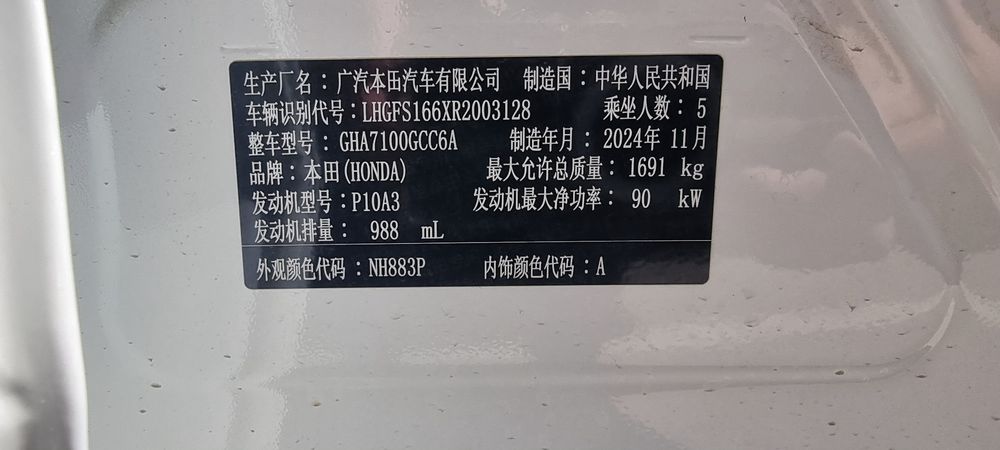 生产厂名：广汽本田汽车有限公司 制造国：中华人民共和国
车辆识别代号：LHGFS166XR2003128 乘坐人数：5
整车型号：GHA7100GCC6A 制造年月：2024年 11月
品牌：本田(HONDA) 最大允许总质量：1691 kg
发动机型号：P10A3 发动机最大净功率：90 kW
发动机排量：988 mL
外观颜色代码：NH883P 内饰颜色代码：A